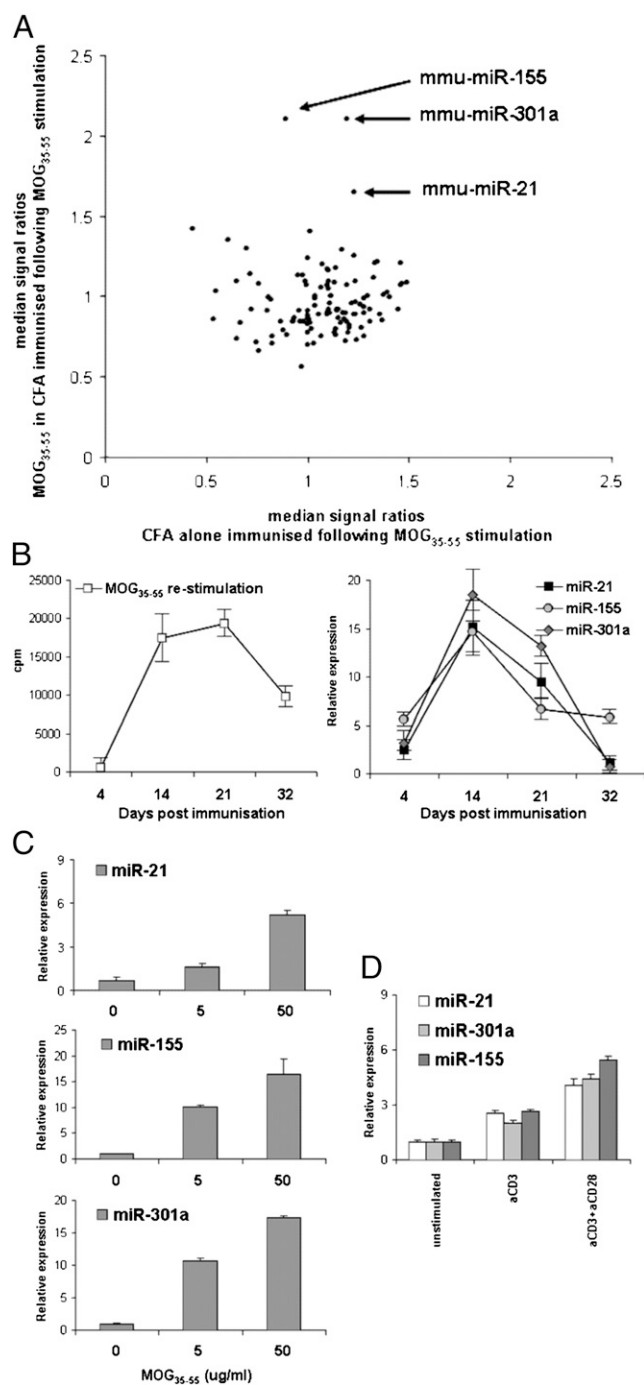 A
median signal ratios
MOG35-55 in CFA immunised following MOG35-55 stimulation
2.5
2
1.5
1
0.5
0
mmu-miR-155
mmu-miR-301a
mmu-miR-21
0
0.5
1
1.5
2
2.5
median signal ratios
CFA alone immunised following MOG35-55 stimulation
B
cpm
25000
20000
15000
10000
5000
0
MOG35-55 re-stimulation
4
14
21
32
Days post immunisation
Relative expression
20
15
10
5
0
miR-21
miR-155
miR-301a
4
14
21
32
Days post immunisation
C
Relative expression
9
6
3
0
miR-21
0
5
50
Relative expression
25
20
15
10
5
0
miR-155
0
5
50
Relative expression
20
15
10
5
0
miR-301a
0
5
50
MOG35-55 (ug/ml)
D
Relative expression
9
6
3
0
miR-21
miR-301a
miR-155
unstimulated
aCD3
aCD3+aCD28